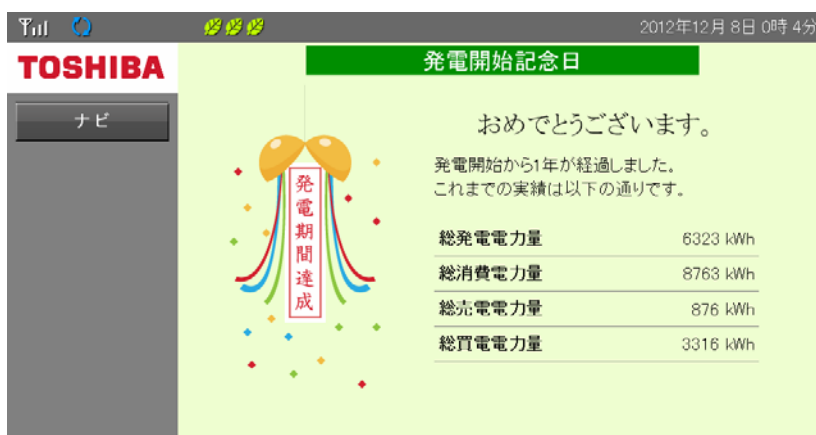 2012年12月 8日 0時 4分
TOSHIBA
発電開始記念日
ナビ
おめでとうございます。
発電開始から1年が経過しました。
これまでの実績は以下の通りです。
発電期間達成
総発電電力量 6323 kWh
総消費電力量 8763 kWh
総売電電力量 876 kWh
総買電電力量 3316 kWh